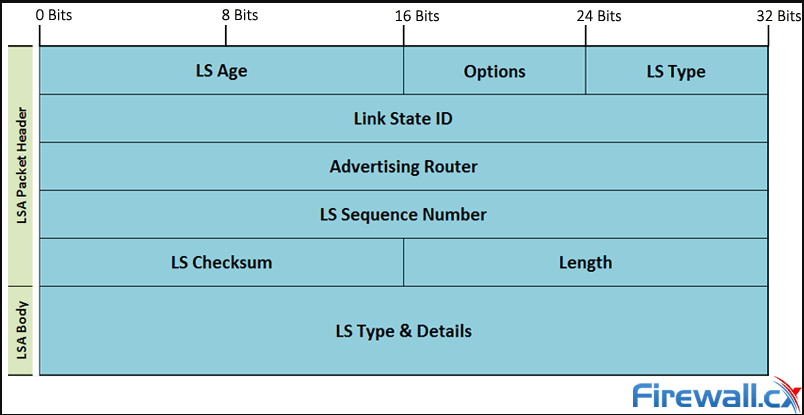 0 Bits 8 Bits 16 Bits 24 Bits 32 Bits
LSA Packet Header
LS Age Options LS Type
Link State ID
Advertising Router
LS Sequence Number
LS Checksum Length
LSA Body
LS Type & Details
Firewall.cx